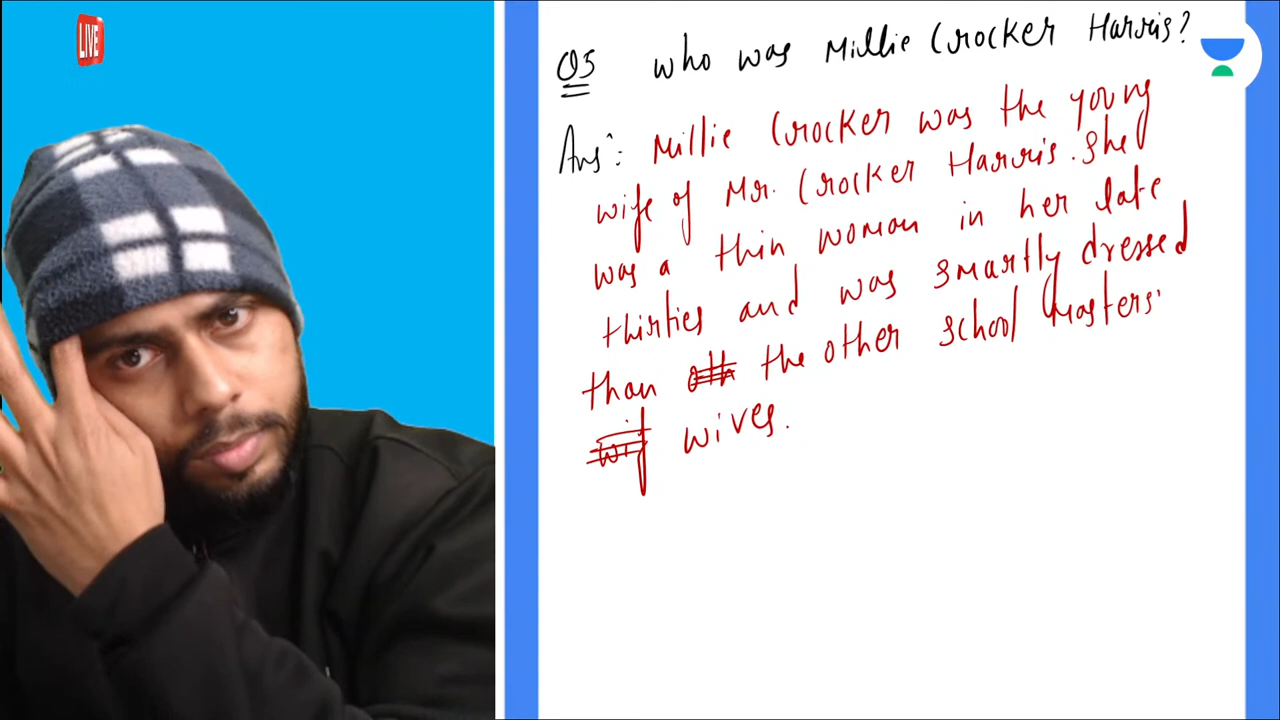 LIVE
Q5 who was Millie Crocker Harris?
Ans: Millie Crocker was the young
wife of Mr. Crocker Harris. She
was a thin woman in her late
thirties and was smartly dressed
than the other school masters'
wives.